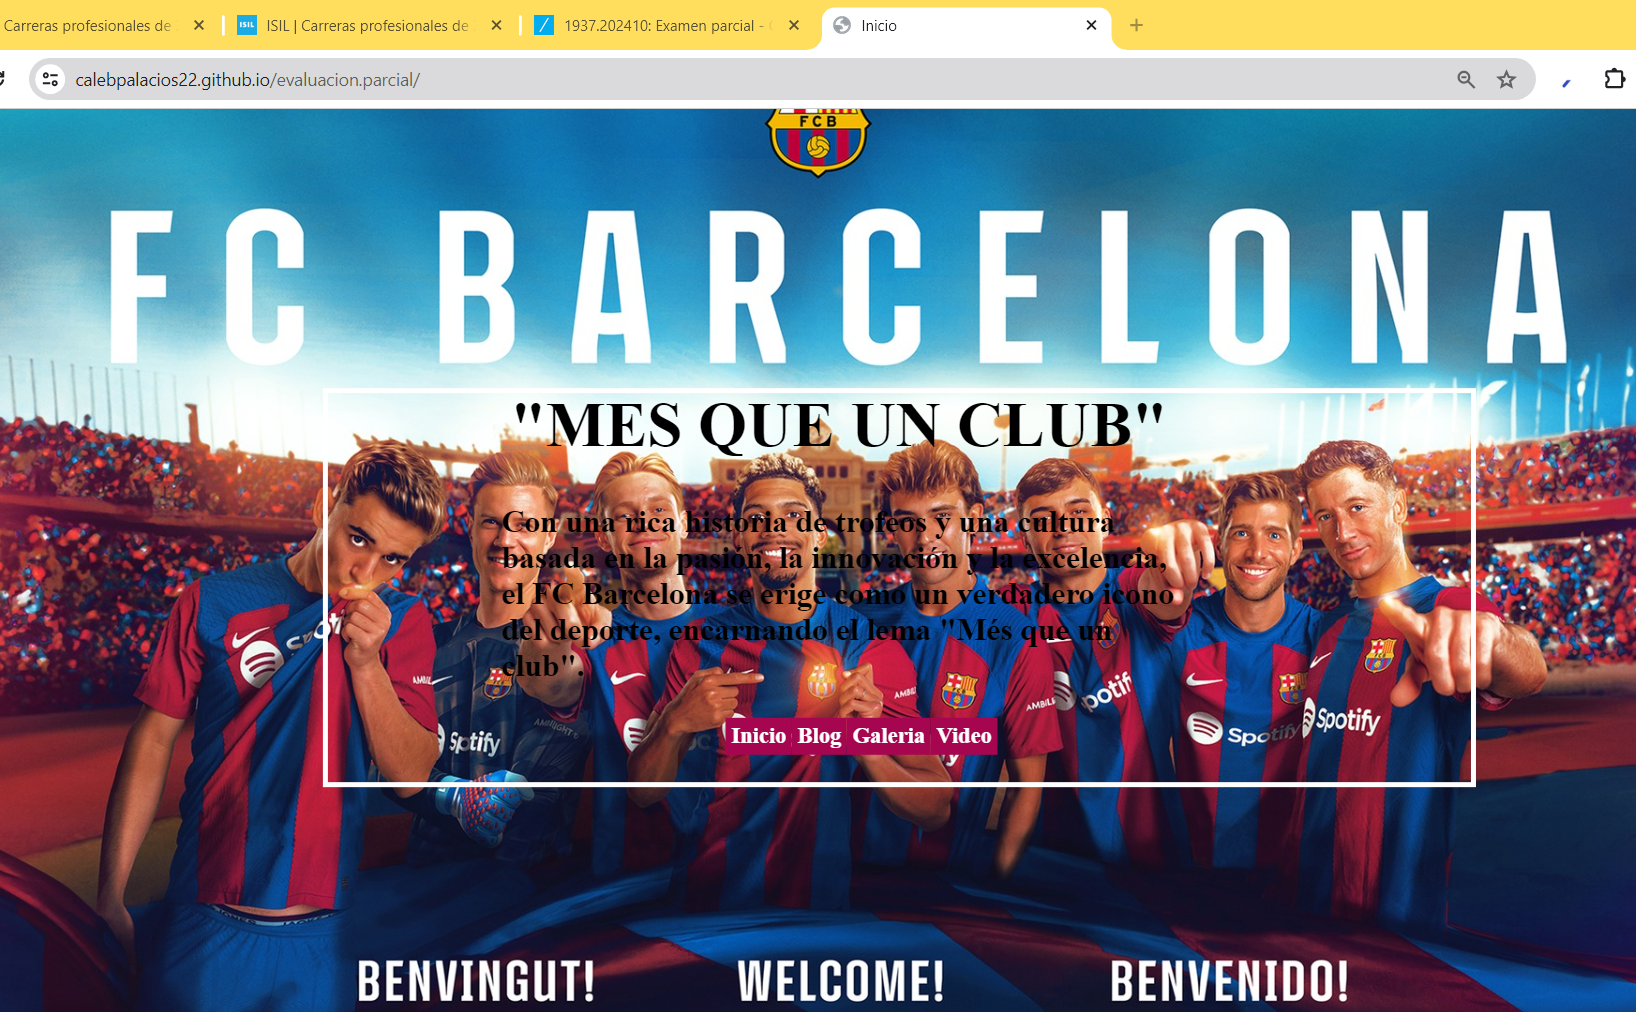 Carreras profesionales de
ISIL
ISIL | Carreras profesionales de
1937.202410: Examen parcial -
Inicio
calebpalacios22.github.io/evaluacion.parcial/
FCB
FC BARCELONA
"MES QUE UN CLUB"
Con una rica historia de trofeos y una cultura
basada en la pasión, la innovación y la excelencia,
el FC Barcelona se erige como un verdadero icono
del deporte, encarnando el lema "Més que un
club".
Spotify
Spotify
Spotify
Spotify
Inicio Blog Galeria Video
BENVINGUT!
WELCOME!
BENVENIDO!